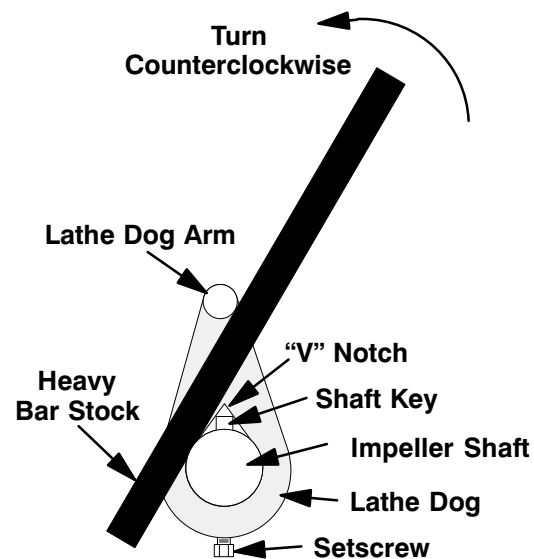 Turn
Counterclockwise
Lathe Dog Arm
“V” Notch
Heavy
Bar Stock
Shaft Key
Impeller Shaft
Lathe Dog
Setscrew